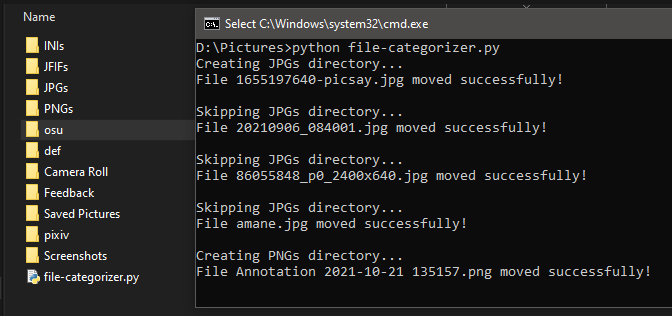 Name
INIs
JFIFs
JPGs
PNGs
osu
def
Camera Roll
Feedback
Saved Pictures
pixiv
Screenshots
file-categorizer.py
Select C:\Windows\system32\cmd.exe
D:\Pictures>python file-categorizer.py
Creating JPGs directory...
File 1655197640-picsay.jpg moved successfully!
Skipping JPGs directory...
File 20210906_084001.jpg moved successfully!
Skipping JPGs directory...
File 86055848_p0_2400x640.jpg moved successfully!
Skipping JPGs directory...
File amane.jpg moved successfully!
Creating PNGs directory...
File Annotation 2021-10-21 135157.png moved successfully!